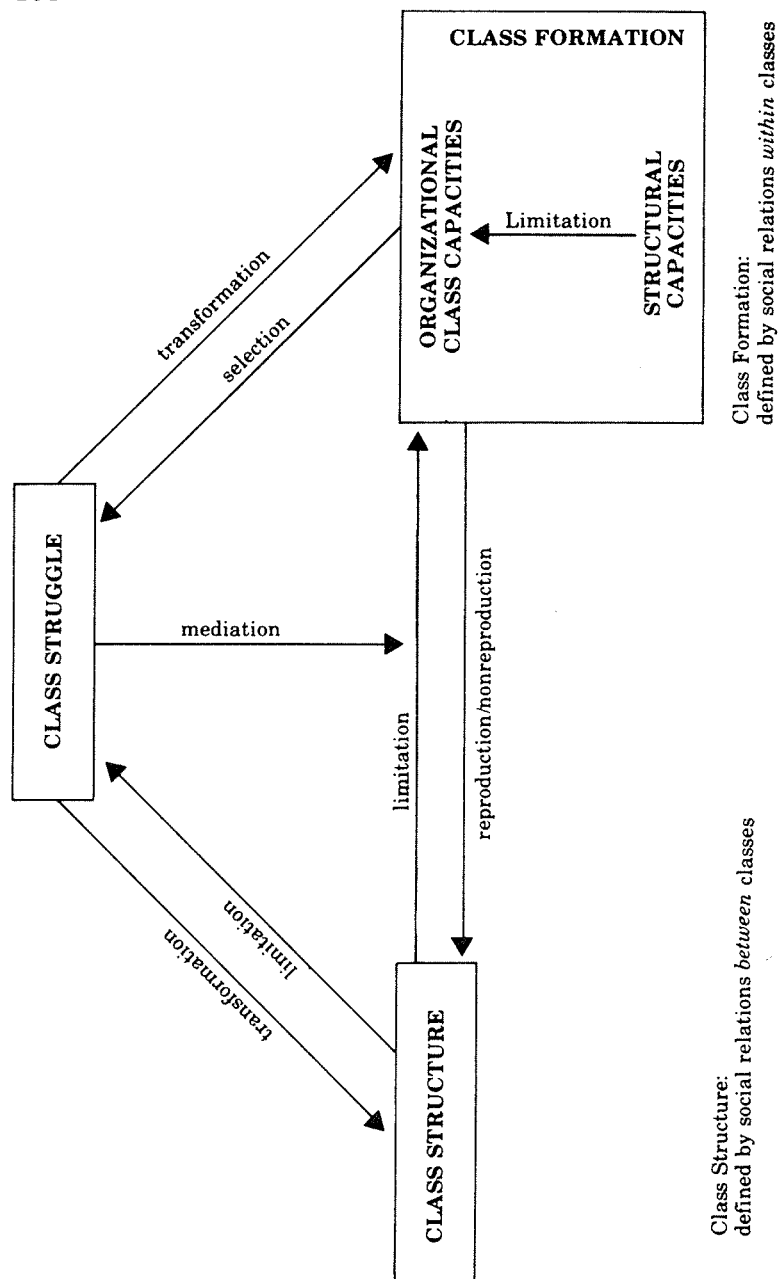 CLASS STRUGGLE
transformation
limitation
mediation
transformation
selection
CLASS STRUCTURE
limitation
reproduction/nonreproduction
CLASS FORMATION
ORGANIZATIONAL
CLASS CAPACITIES
Limitation
STRUCTURAL
CAPACITIES
Class Structure:
defined by social relations between classes
Class Formation:
defined by social relations within classes